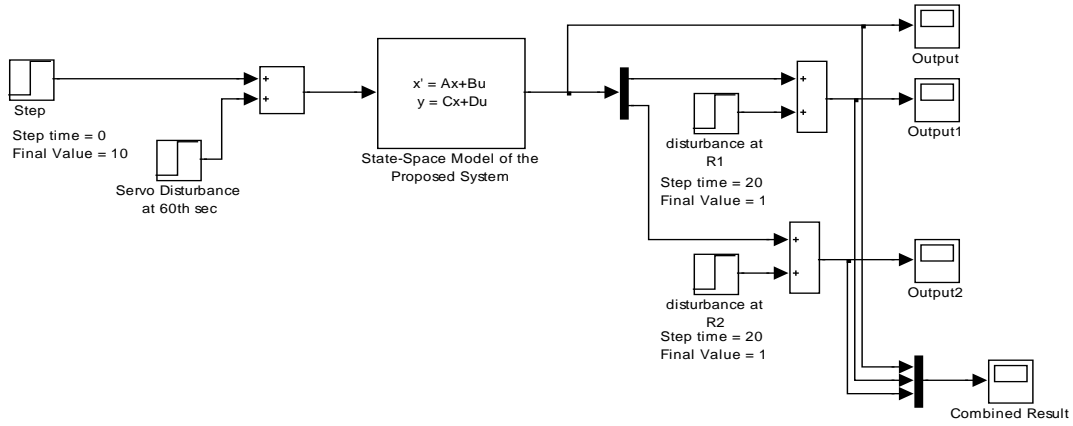 Step
Step time = 0
Final Value = 10
Servo Disturbance
at 60th sec
+
+
x' = Ax+Bu
y = Cx+Du
State-Space Model of the
Proposed System
disturbance at
R1
Step time = 20
Final Value = 1
+
+
disturbance at
R2
Step time = 20
Final Value = 1
+
+
Output
Output1
Output2
Combined Result